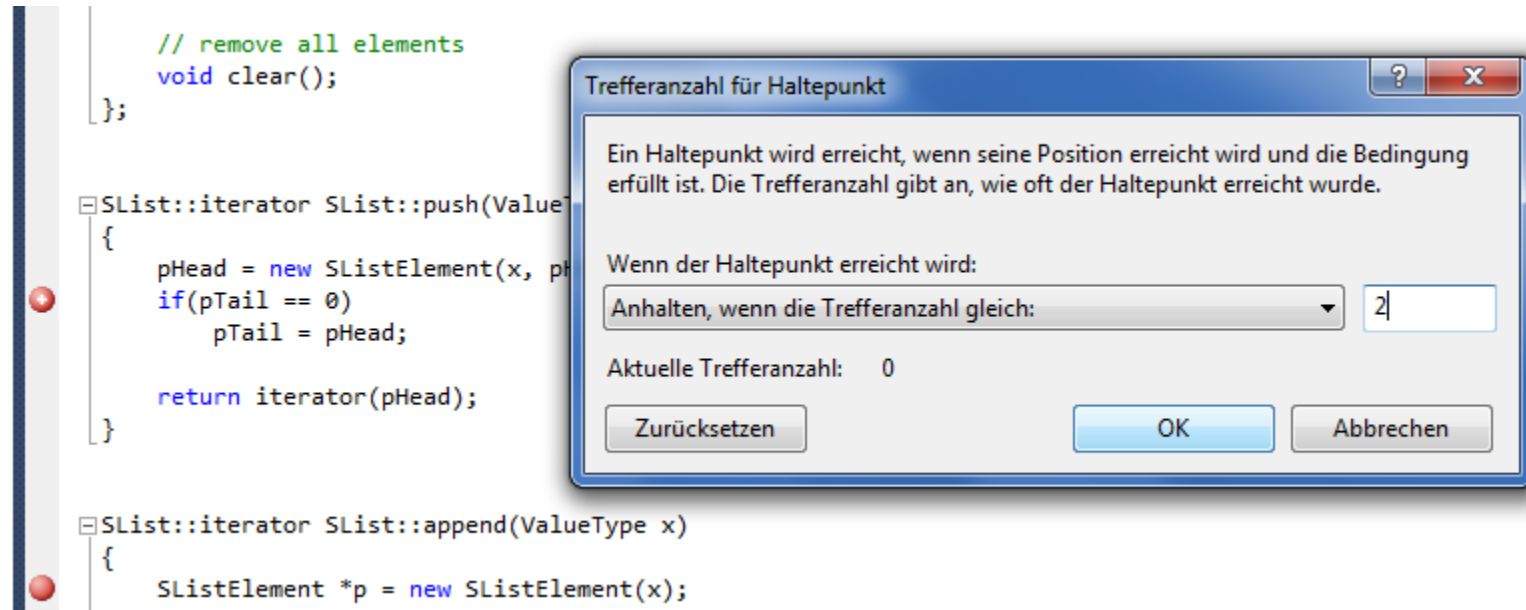 // remove all elements
void clear();
};
SList::iterator SList::push(Value
{
pHead = new SListElement(x,
if(pTail == 0)
pTail = pHead;
return iterator(pHead);
}
SList::iterator SList::append(ValueType x)
{
SListElement *p = new SListElement(x);
Trefferanzahl für Haltepunkt
Ein Haltepunkt wird erreicht, wenn seine Position erreicht wird und die Bedingung
erfüllt ist. Die Trefferanzahl gibt an, wie oft der Haltepunkt erreicht wurde.
Wenn der Haltepunkt erreicht wird:
Anhalten, wenn die Trefferanzahl gleich: 2
Aktuelle Trefferanzahl: 0
Zurücksetzen OK Abbrechen